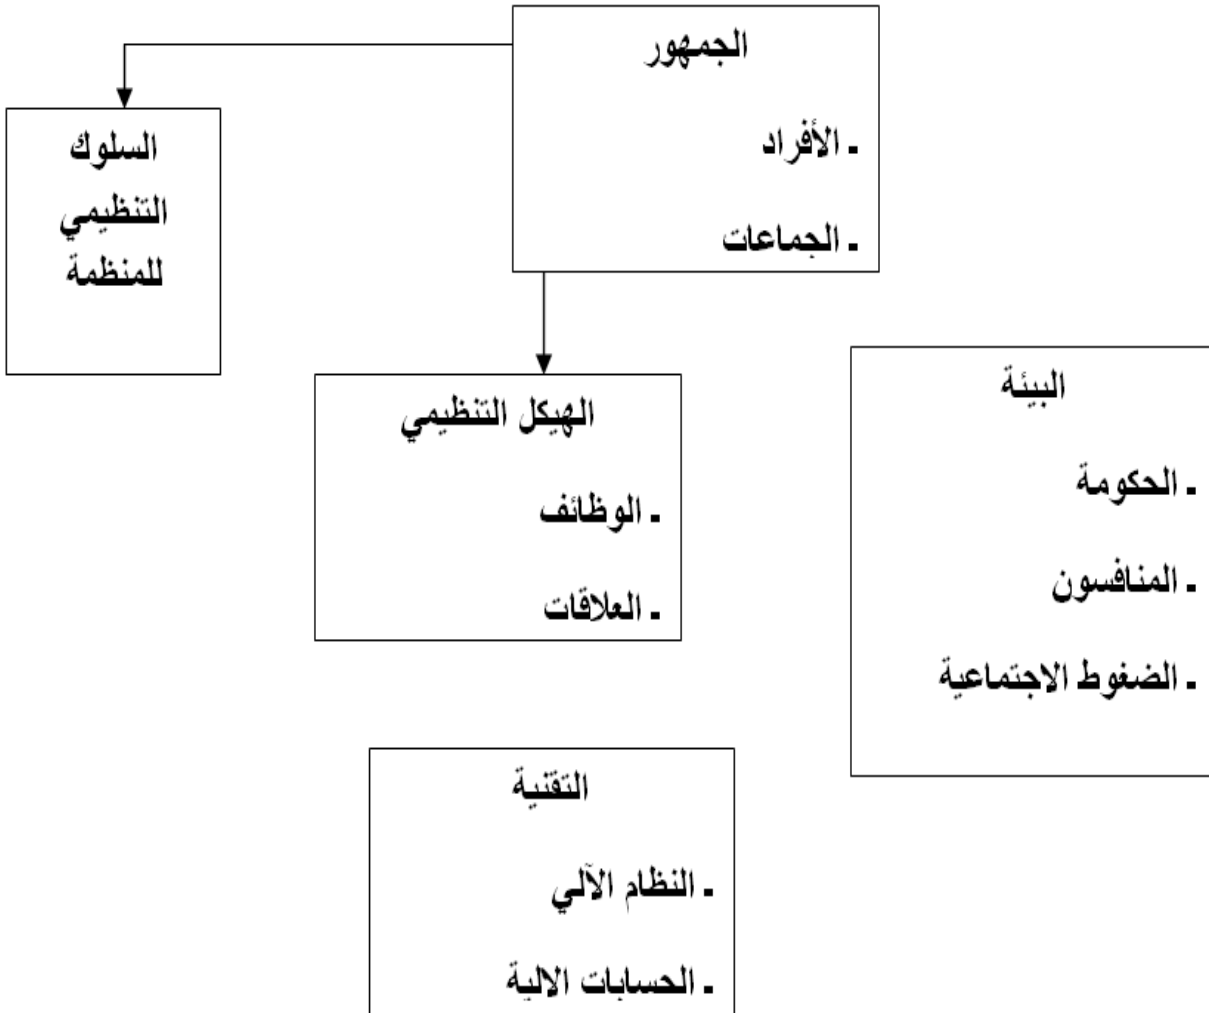 الجمهور
- الأفراد
- الجماعات
السلوك
التنظيمي
للمنظمة
الهيكل التنظيمي
- الوظائف
- العلاقات
البيئة
- الحكومة
- المنافسون
- الضغوط الاجتماعية
التقنية
- النظام الآلي
- الحسابات الالية